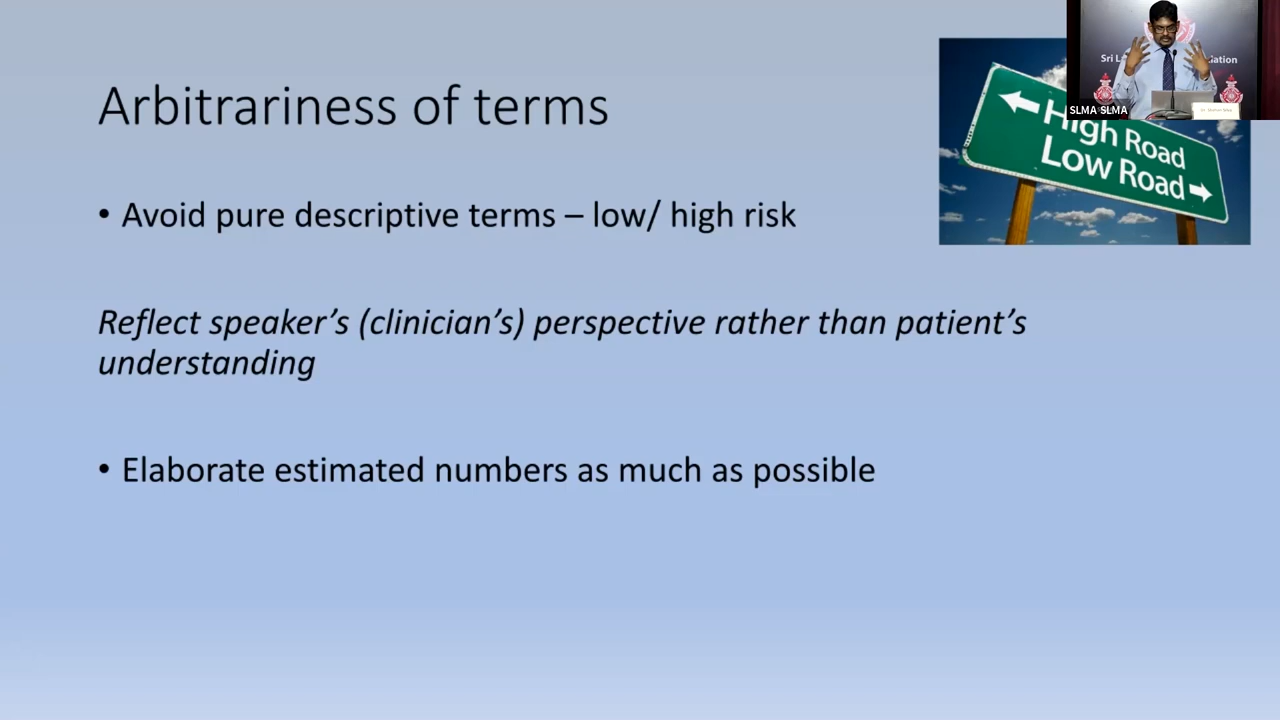 Arbitrariness of terms
• Avoid pure descriptive terms – low/ high risk
Reflect speaker’s (clinician’s) perspective rather than patient’s
understanding
• Elaborate estimated numbers as much as possible
High Road
Low Road
Sri L
iation
SLMA SLMA